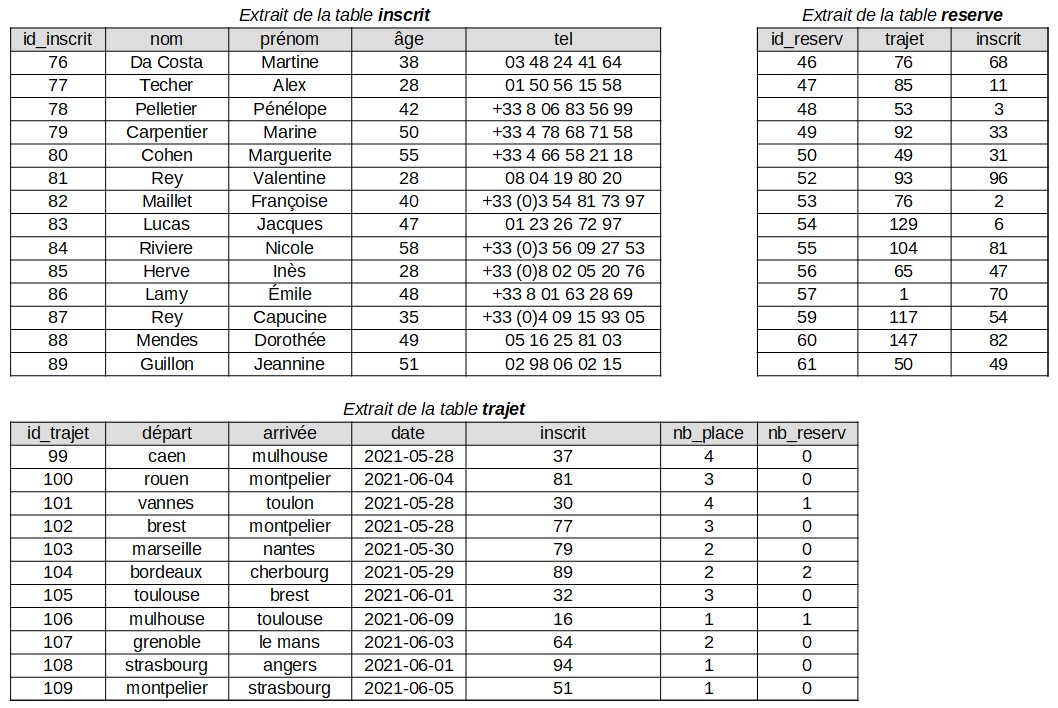 Extrait de la table inscrit
id_inscrit nom prénom âge tel
76 Da Costa Martine 38 03 48 24 41 64
77 Techer Alex 28 01 50 56 15 58
78 Pelletier Pénélope 42 +33 8 06 83 56 99
79 Carpentier Marine 50 +33 4 78 68 71 58
80 Cohen Marguerite 55 +33 4 66 58 21 18
81 Rey Valentine 28 08 04 19 80 20
82 Maillet Françoise 40 +33 (0)3 54 81 73 97
83 Lucas Jacques 47 01 23 26 72 97
84 Riviere Nicole 58 +33 (0)3 56 09 27 53
85 Herve Inès 28 +33 (0)8 02 05 20 76
86 Lamy Émile 48 +33 8 01 63 28 69
87 Rey Capucine 35 +33 (0)4 09 15 93 05
88 Mendes Dorothée 49 05 16 25 81 03
89 Guillon Jeannine 51 02 98 06 02 15
Extrait de la table reserve
id_reserv trajet inscrit
46 76 68
47 85 11
48 53 3
49 92 33
50 49 31
52 93 96
53 76 2
54 129 6
55 104 81
56 65 47
57 1 70
59 117 54
60 147 82
61 50 49
Extrait de la table trajet
id_trajet départ arrivée date inscrit nb_place nb_reserv
99 caen mulhouse 2021-05-28 37 4 0
100 rouen montpelier 2021-06-04 81 3 0
101 vannes toulon 2021-05-28 30 4 1
102 brest montpelier 2021-05-28 77 3 0
103 marseille nantes 2021-05-30 79 2 0
104 bordeaux cherbourg 2021-05-29 89 2 2
105 toulouse brest 2021-06-01 32 3 0
106 mulhouse toulouse 2021-06-09 16 1 1
107 grenoble le mans 2021-06-03 64 2 0
108 strasbourg angers 2021-06-01 94 1 0
109 montpelier strasbourg 2021-06-05 51 1 0